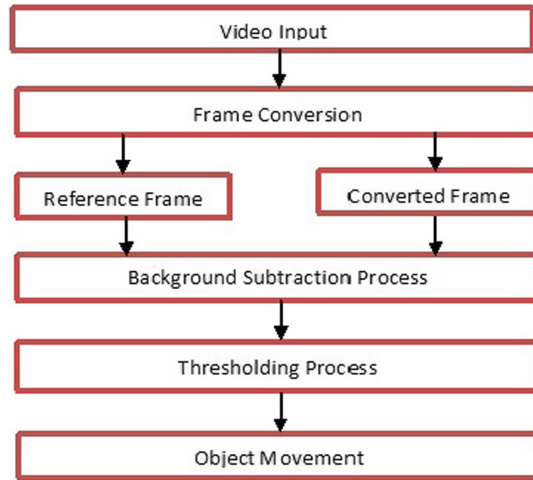 Video Input
Frame Conversion
Reference Frame
Converted Frame
Background Subtraction Process
Thresholding Process
Object Movement